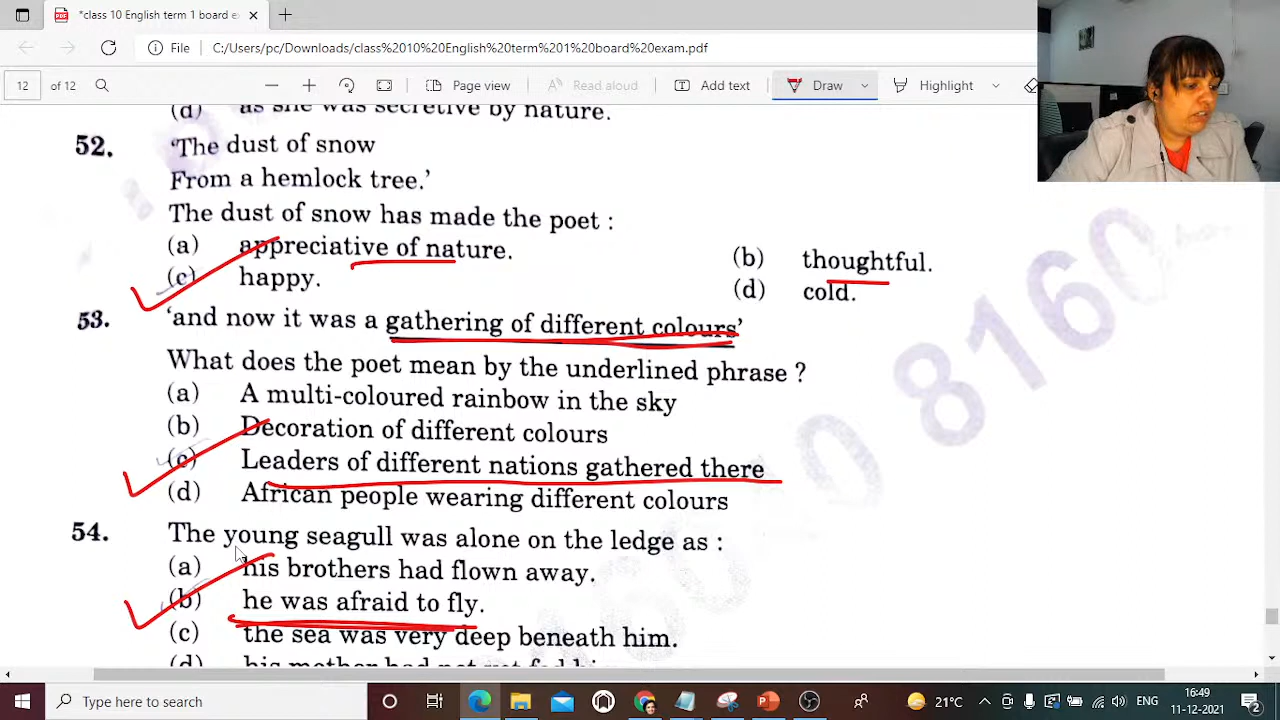 *class 10 English term 1 board e
File C:/Users/pc/Downloads/class%2010%20English%20term%201%20board%20exam.pdf
12 of 12 Page view Read aloud Add text Draw Highlight
(d) as she was secretive by nature.
52. 'The dust of snow
From a hemlock tree.'
The dust of snow has made the poet :
(a) appreciative of nature. (b) thoughtful.
(c) happy. (d) cold.
53. 'and now it was a gathering of different colours'
What does the poet mean by the underlined phrase ?
(a) A multi-coloured rainbow in the sky
(b) Decoration of different colours
(c) Leaders of different nations gathered there
(d) African people wearing different colours
54. The young seagull was alone on the ledge as :
(a) his brothers had flown away.
(b) he was afraid to fly.
(c) the sea was very deep beneath him.
(d) his mother had not yet fed
8160
Type here to search 21°C 16:49
11-12-2021